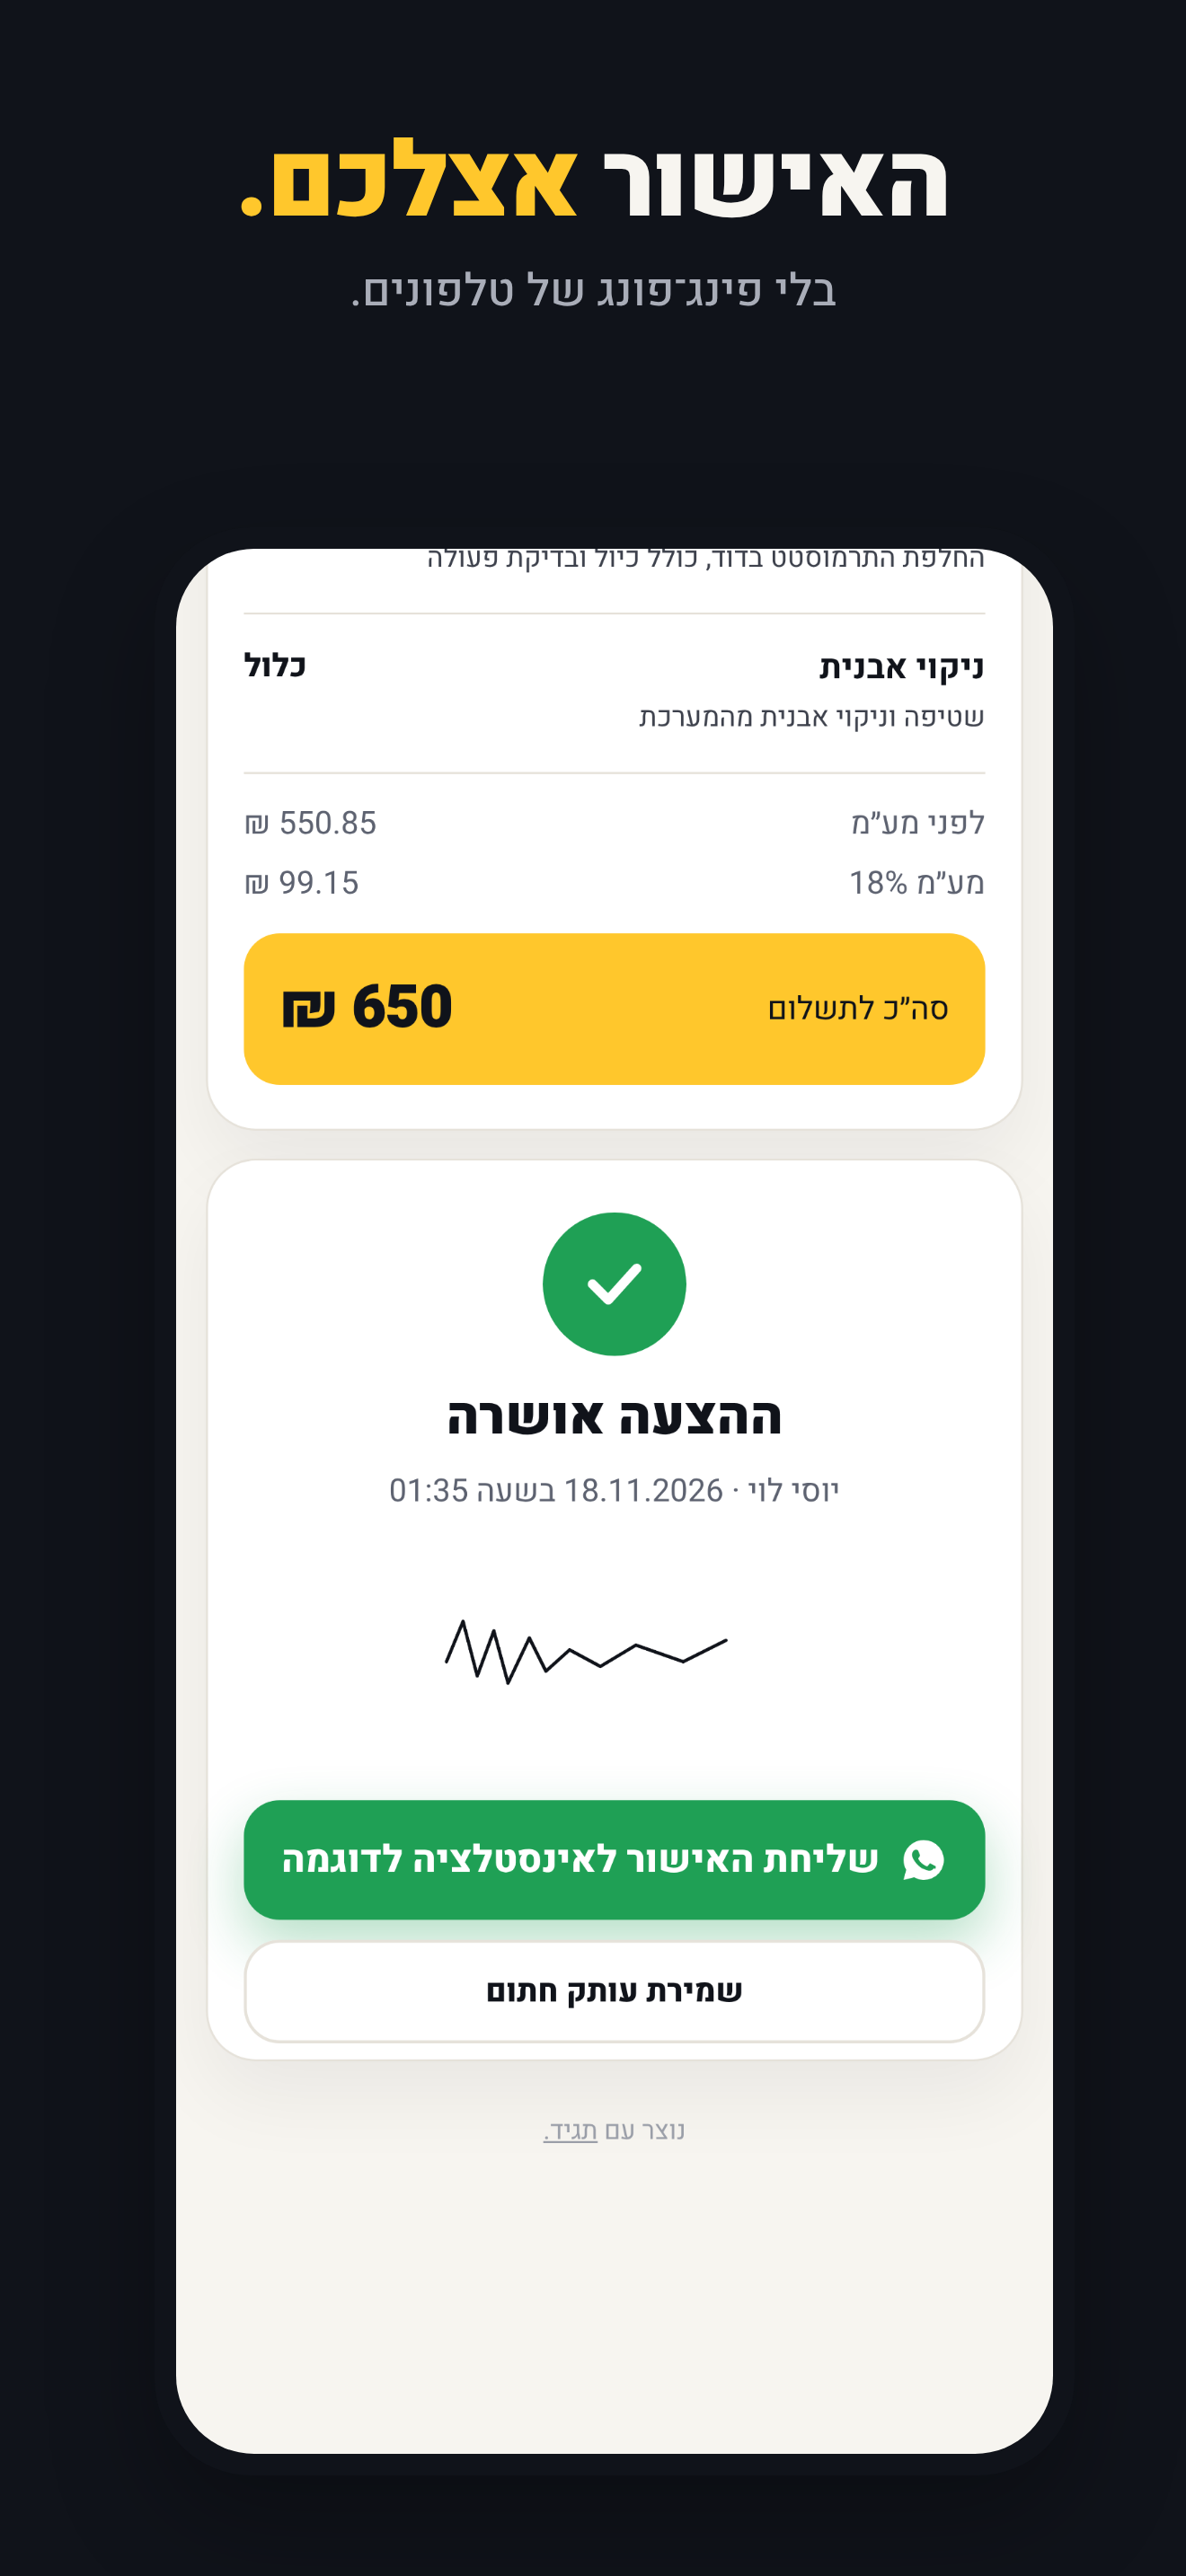 האישור אצלכם.
בלי פינג־פונג של טלפונים.
החלפת התרמוסטט בדוד, כולל כיול ובדיקת פעולה
ניקוי אבנית כלול
שטיפה וניקוי אבנית מהמערכת
לפני מע״מ 550.85 ₪
מע״מ 18% 99.15 ₪
סה״כ לתשלום 650 ₪
ההצעה אושרה
יוסי לוי · 18.11.2026 בשעה 01:35
שליחת האישור לאינסטלציה לדוגמה
שמירת עותק חתום
נוצר עם תגיד.